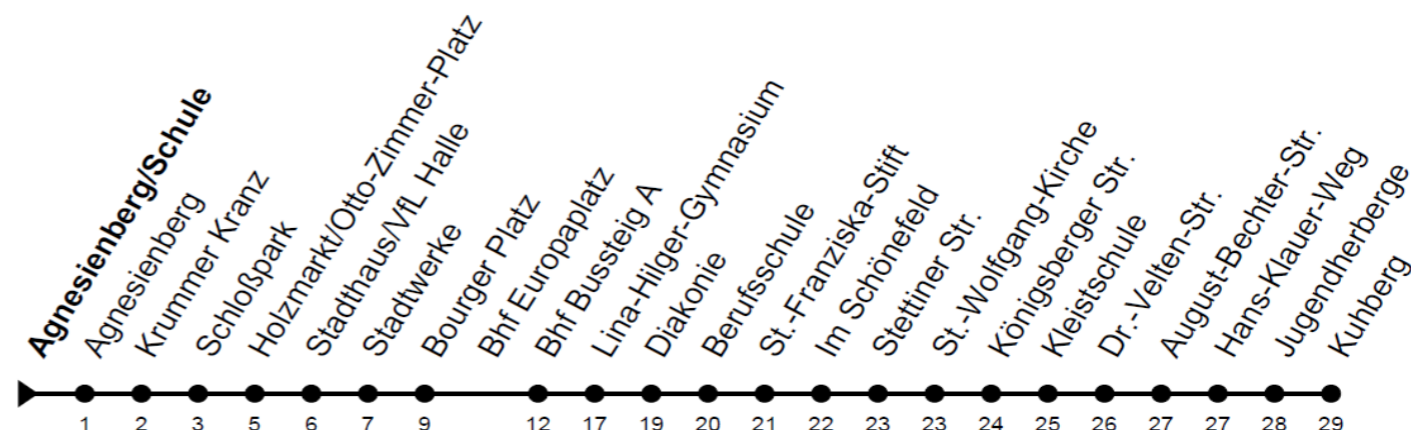 Agnesienberg/Schule
Agnesienberg
Krummer Kranz
Schloßpark
Holzmarkt/Otto-Zimmer-Platz
Stadthaus/VfL Halle
Stadtwerke
Bourger Platz
Bhf Europaplatz
Bhf Bussteig A
Lina-Hilger-Gymnasium
Diakonie
Berufsschule
St.-Franziska-Stift
Im Schönefeld
Stettiner Str.
St.-Wolfgang-Kirche
Königsberger Str.
Kleistschule
Dr.-Velten-Str.
August-Bechter-Str.
Hans-Klauer-Weg
Jugendherberge
Kuhberg
1 2 3 5 6 7 9 12 17 19 20 21 22 23 23 24 25 26 27 27 28 29